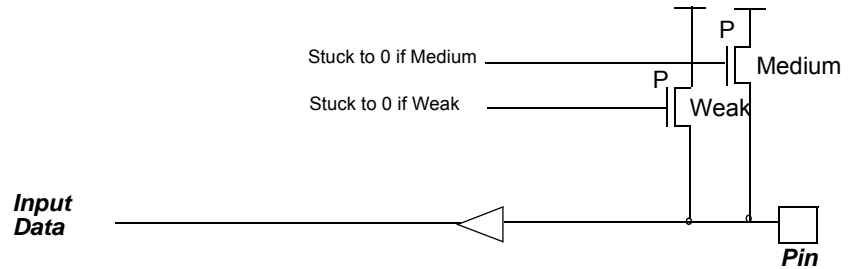 P
Stuck to 0 if Medium
Medium
P
Stuck to 0 if Weak
Weak
Input
Data
Pin